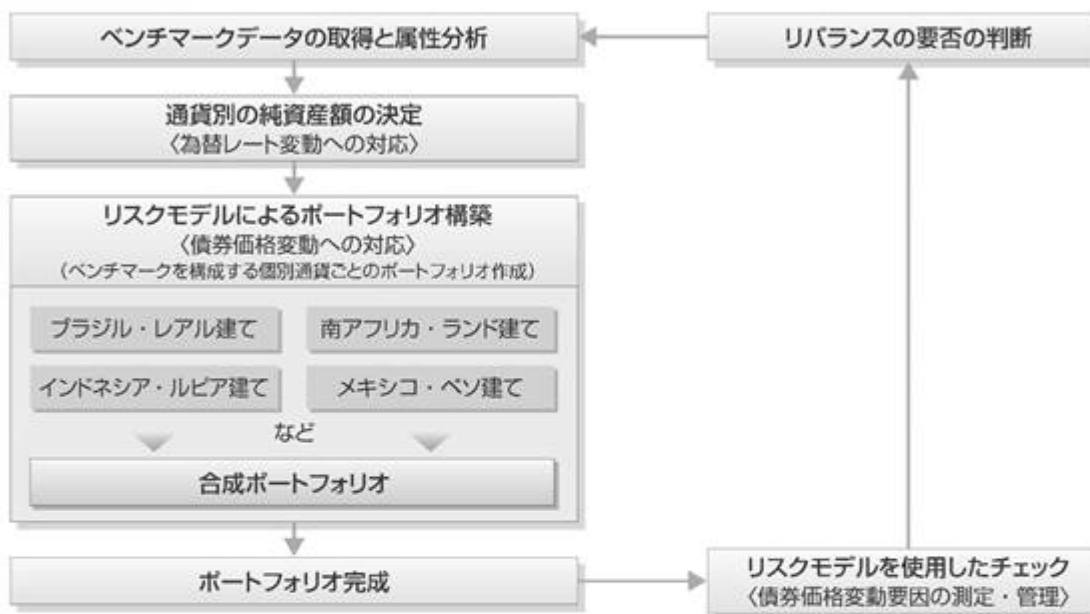 ベンチマークデータの取得と属性分析
リバランスの要否の判断
通貨別の純資産額の決定
〈為替レート変動への対応〉
リスクモデルによるポートフォリオ構築
〈債券価格変動への対応〉
(ベンチマークを構成する個別通貨ごとのポートフォリオ作成)
ブラジル・レアル建て
南アフリカ・ランド建て
インドネシア・ルピア建て
メキシコ・ペソ建て
など
合成ポートフォリオ
ポートフォリオ完成
リスクモデルを使用したチェック
〈債券価格変動要因の測定・管理〉